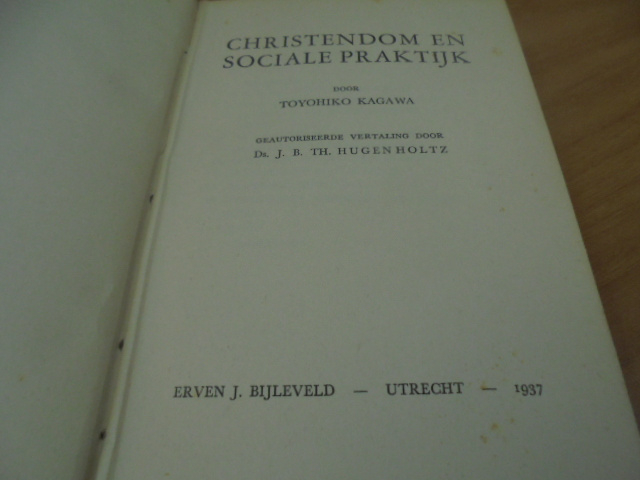 CHRISTENDOM EN
SOCIALE PRAKTIJK
DOOR
TOYOHIKO KAGAWA
GEAUTORISEERDE VERTALING DOOR
Ds. J. B. TH. HUGENHOLTZ
ERVEN J. BIJLEVELD — UTRECHT — 1937